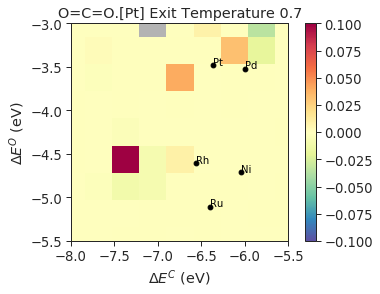 O=C=O.[Pt] Exit Temperature 0.7
−3.0
−3.5
−4.0
−4.5
−5.0
−5.5
ΔE^O (eV)
Pt
Pd
Rh
Ni
Ru
−8.0 −7.5 −7.0 −6.5 −6.0 −5.5
ΔE^C (eV)
0.100
0.075
0.050
0.025
0.000
−0.025
−0.050
−0.075
−0.100